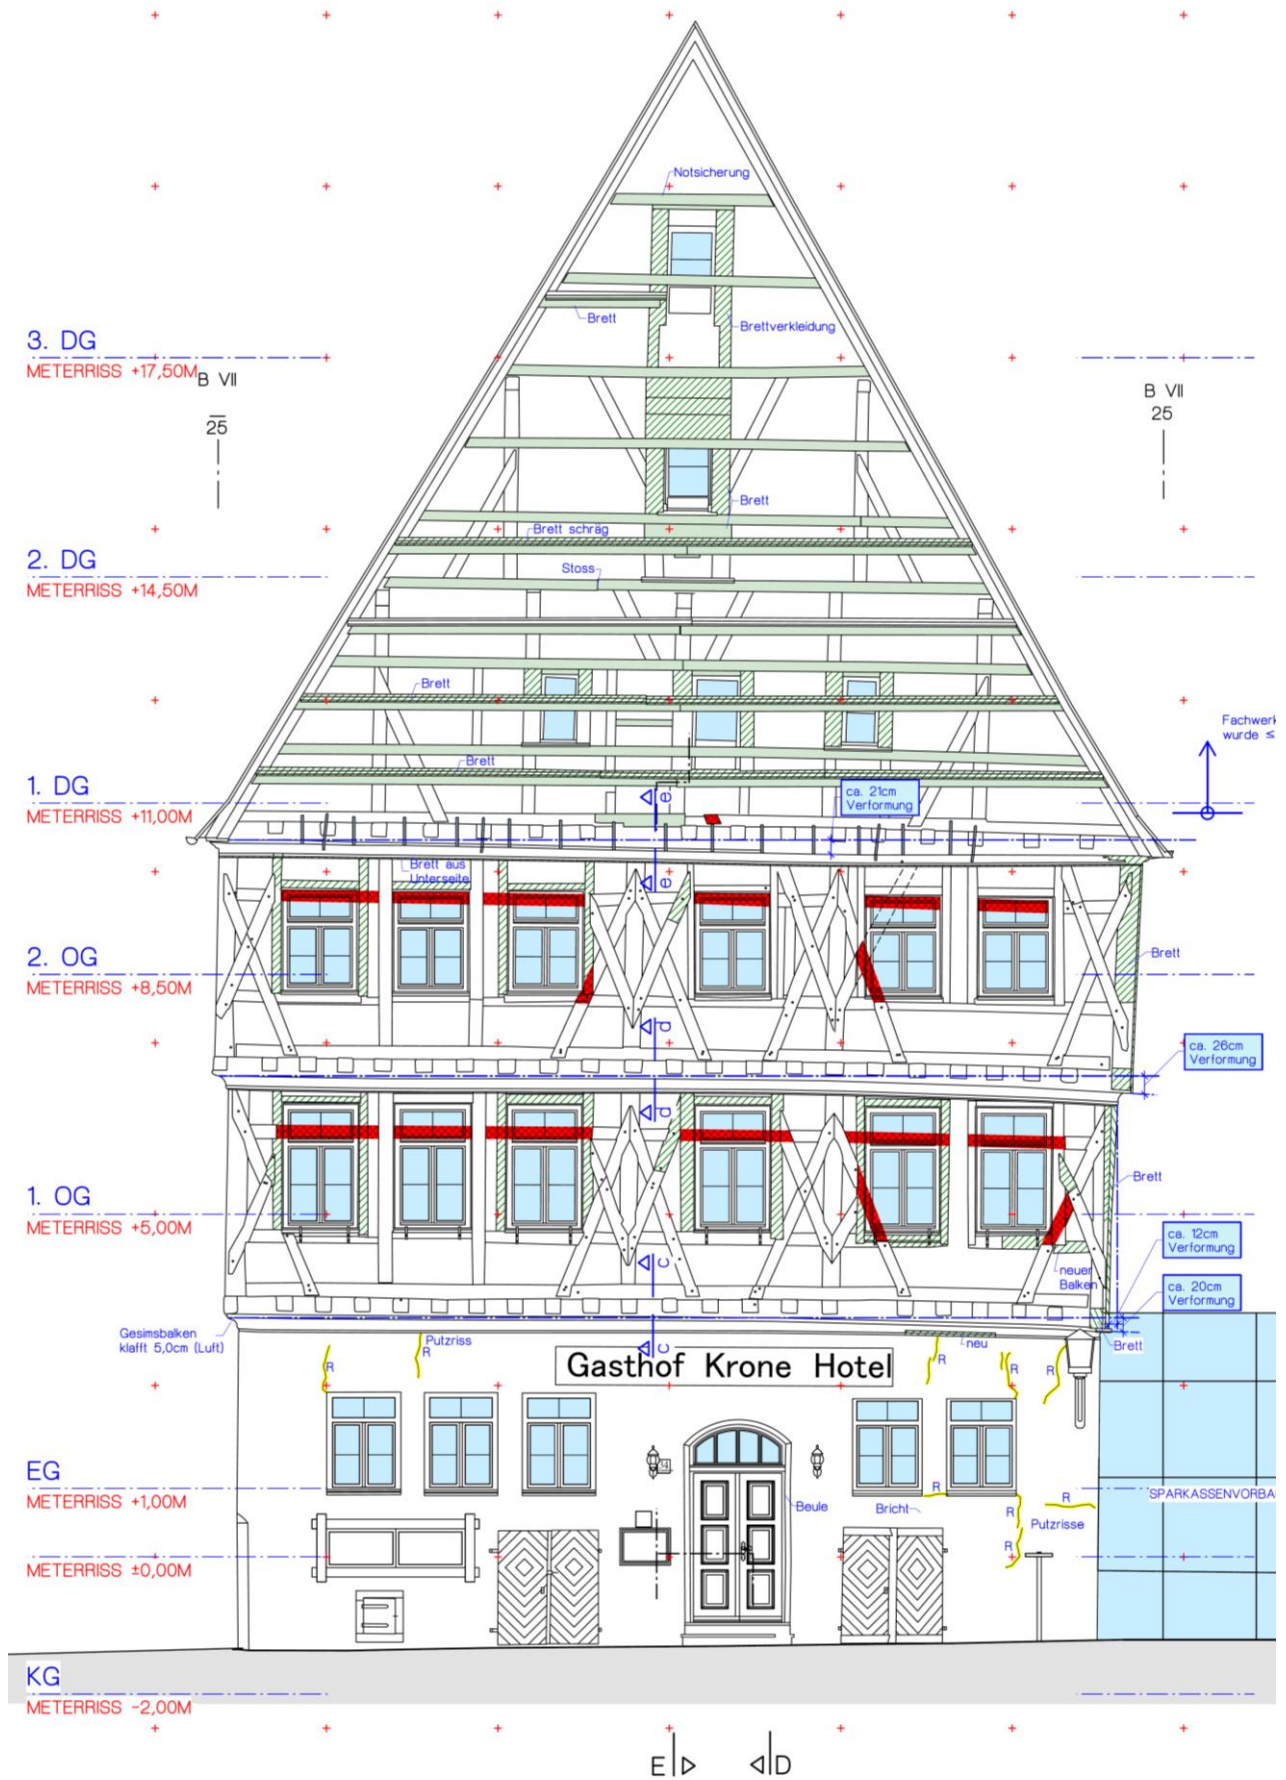 Notsicherung
Brett
Brettverkleidung
3. DG
METERRISS +17,50M
B VII
25
B VII
25
Brett
Brett schräg
2. DG
METERRISS +14,50M
Stoss
Brett
Fachwerk
wurde ≤
Brett
1. DG
METERRISS +11,00M
ca. 21cm
Verformung
e
Brett aus
Unterseite
e
2. OG
METERRISS +8,50M
Brett
d
ca. 26cm
Verformung
d
Brett
1. OG
METERRISS +5,00M
ca. 12cm
Verformung
c
neuer
Balken
ca. 20cm
Verformung
Gesimsbalken
klafft 5,0cm (Luft)
Putzriss
R
R
c
neu
Brett
R
R
R
Gasthof Krone Hotel
EG
METERRISS +1,00M
R
R
SPARKASSENVORBA
Beule
Bricht
R
Putzrisse
R
METERRISS ±0,00M
KG
METERRISS -2,00M
E
D